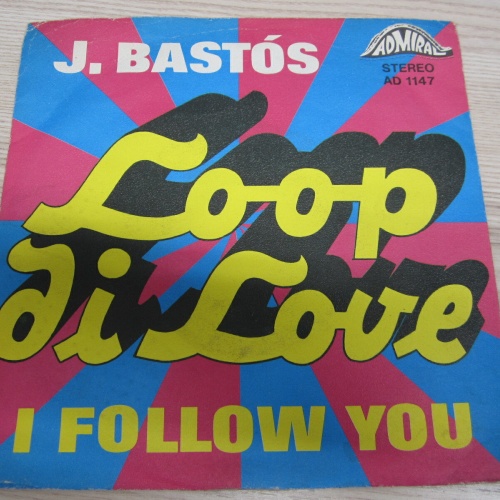 J. BASTÓS
ADMIRAL
STEREO
AD 1147
Loop
di Love
I FOLLOW YOU